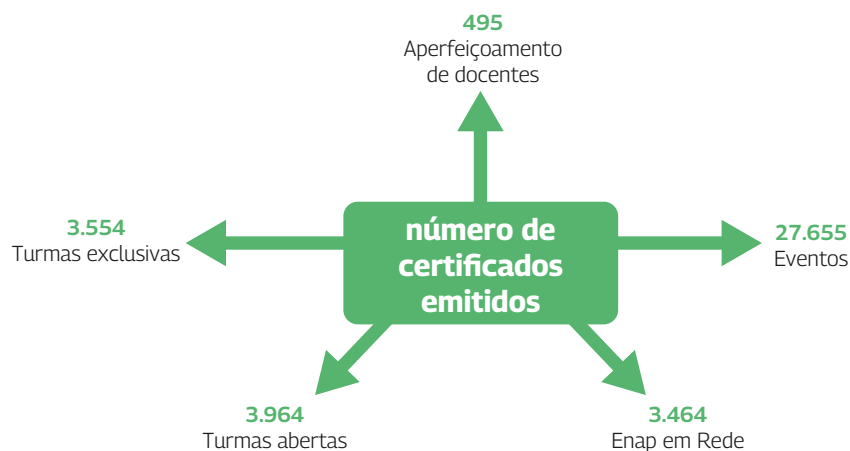 495
Aperfeiçoamento
de docentes
3.554
Turmas exclusivas
número de
certificados
emitidos
27.655
Eventos
3.964
Turmas abertas
3.464
Enap em Rede